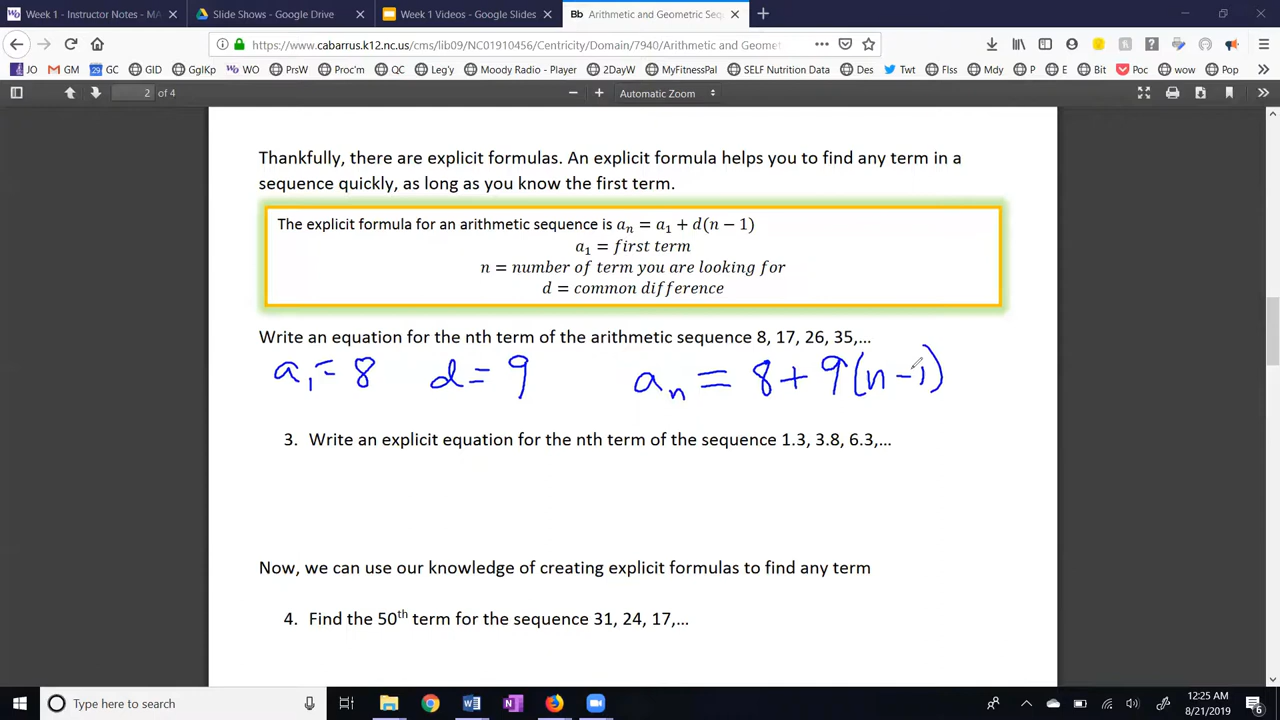 Week 1 - Instructor Notes - MA
Slide Shows - Google Drive
Week 1 Videos - Google Slides
Bb Arithmetic and Geometric Seq
https://www.cabarrus.k12.nc.us/cms/lib09/NC01910456/Centricity/Domain/7940/Arithmetic and Geomet
JO GM 29 GC GID GglKp WO PrsW Proc'm QC Leg'y Moody Radio - Player 2DayW MyFitnessPal SELF Nutrition Data Des Twt Flss Mdy P E Bit Poc wow Pop
2 of 4
Automatic Zoom
Thankfully, there are explicit formulas. An explicit formula helps you to find any term in a
sequence quickly, as long as you know the first term.
The explicit formula for an arithmetic sequence is aₙ = a₁ + d(n − 1)
a₁ = first term
n = number of term you are looking for
d = common difference
Write an equation for the nth term of the arithmetic sequence 8, 17, 26, 35,...
a₁ = 8 d = 9 aₙ = 8 + 9(n − 1)
3. Write an explicit equation for the nth term of the sequence 1.3, 3.8, 6.3,...
Now, we can use our knowledge of creating explicit formulas to find any term
4. Find the 50th term for the sequence 31, 24, 17,...
Type here to search
12:25 AM
8/21/2019
6